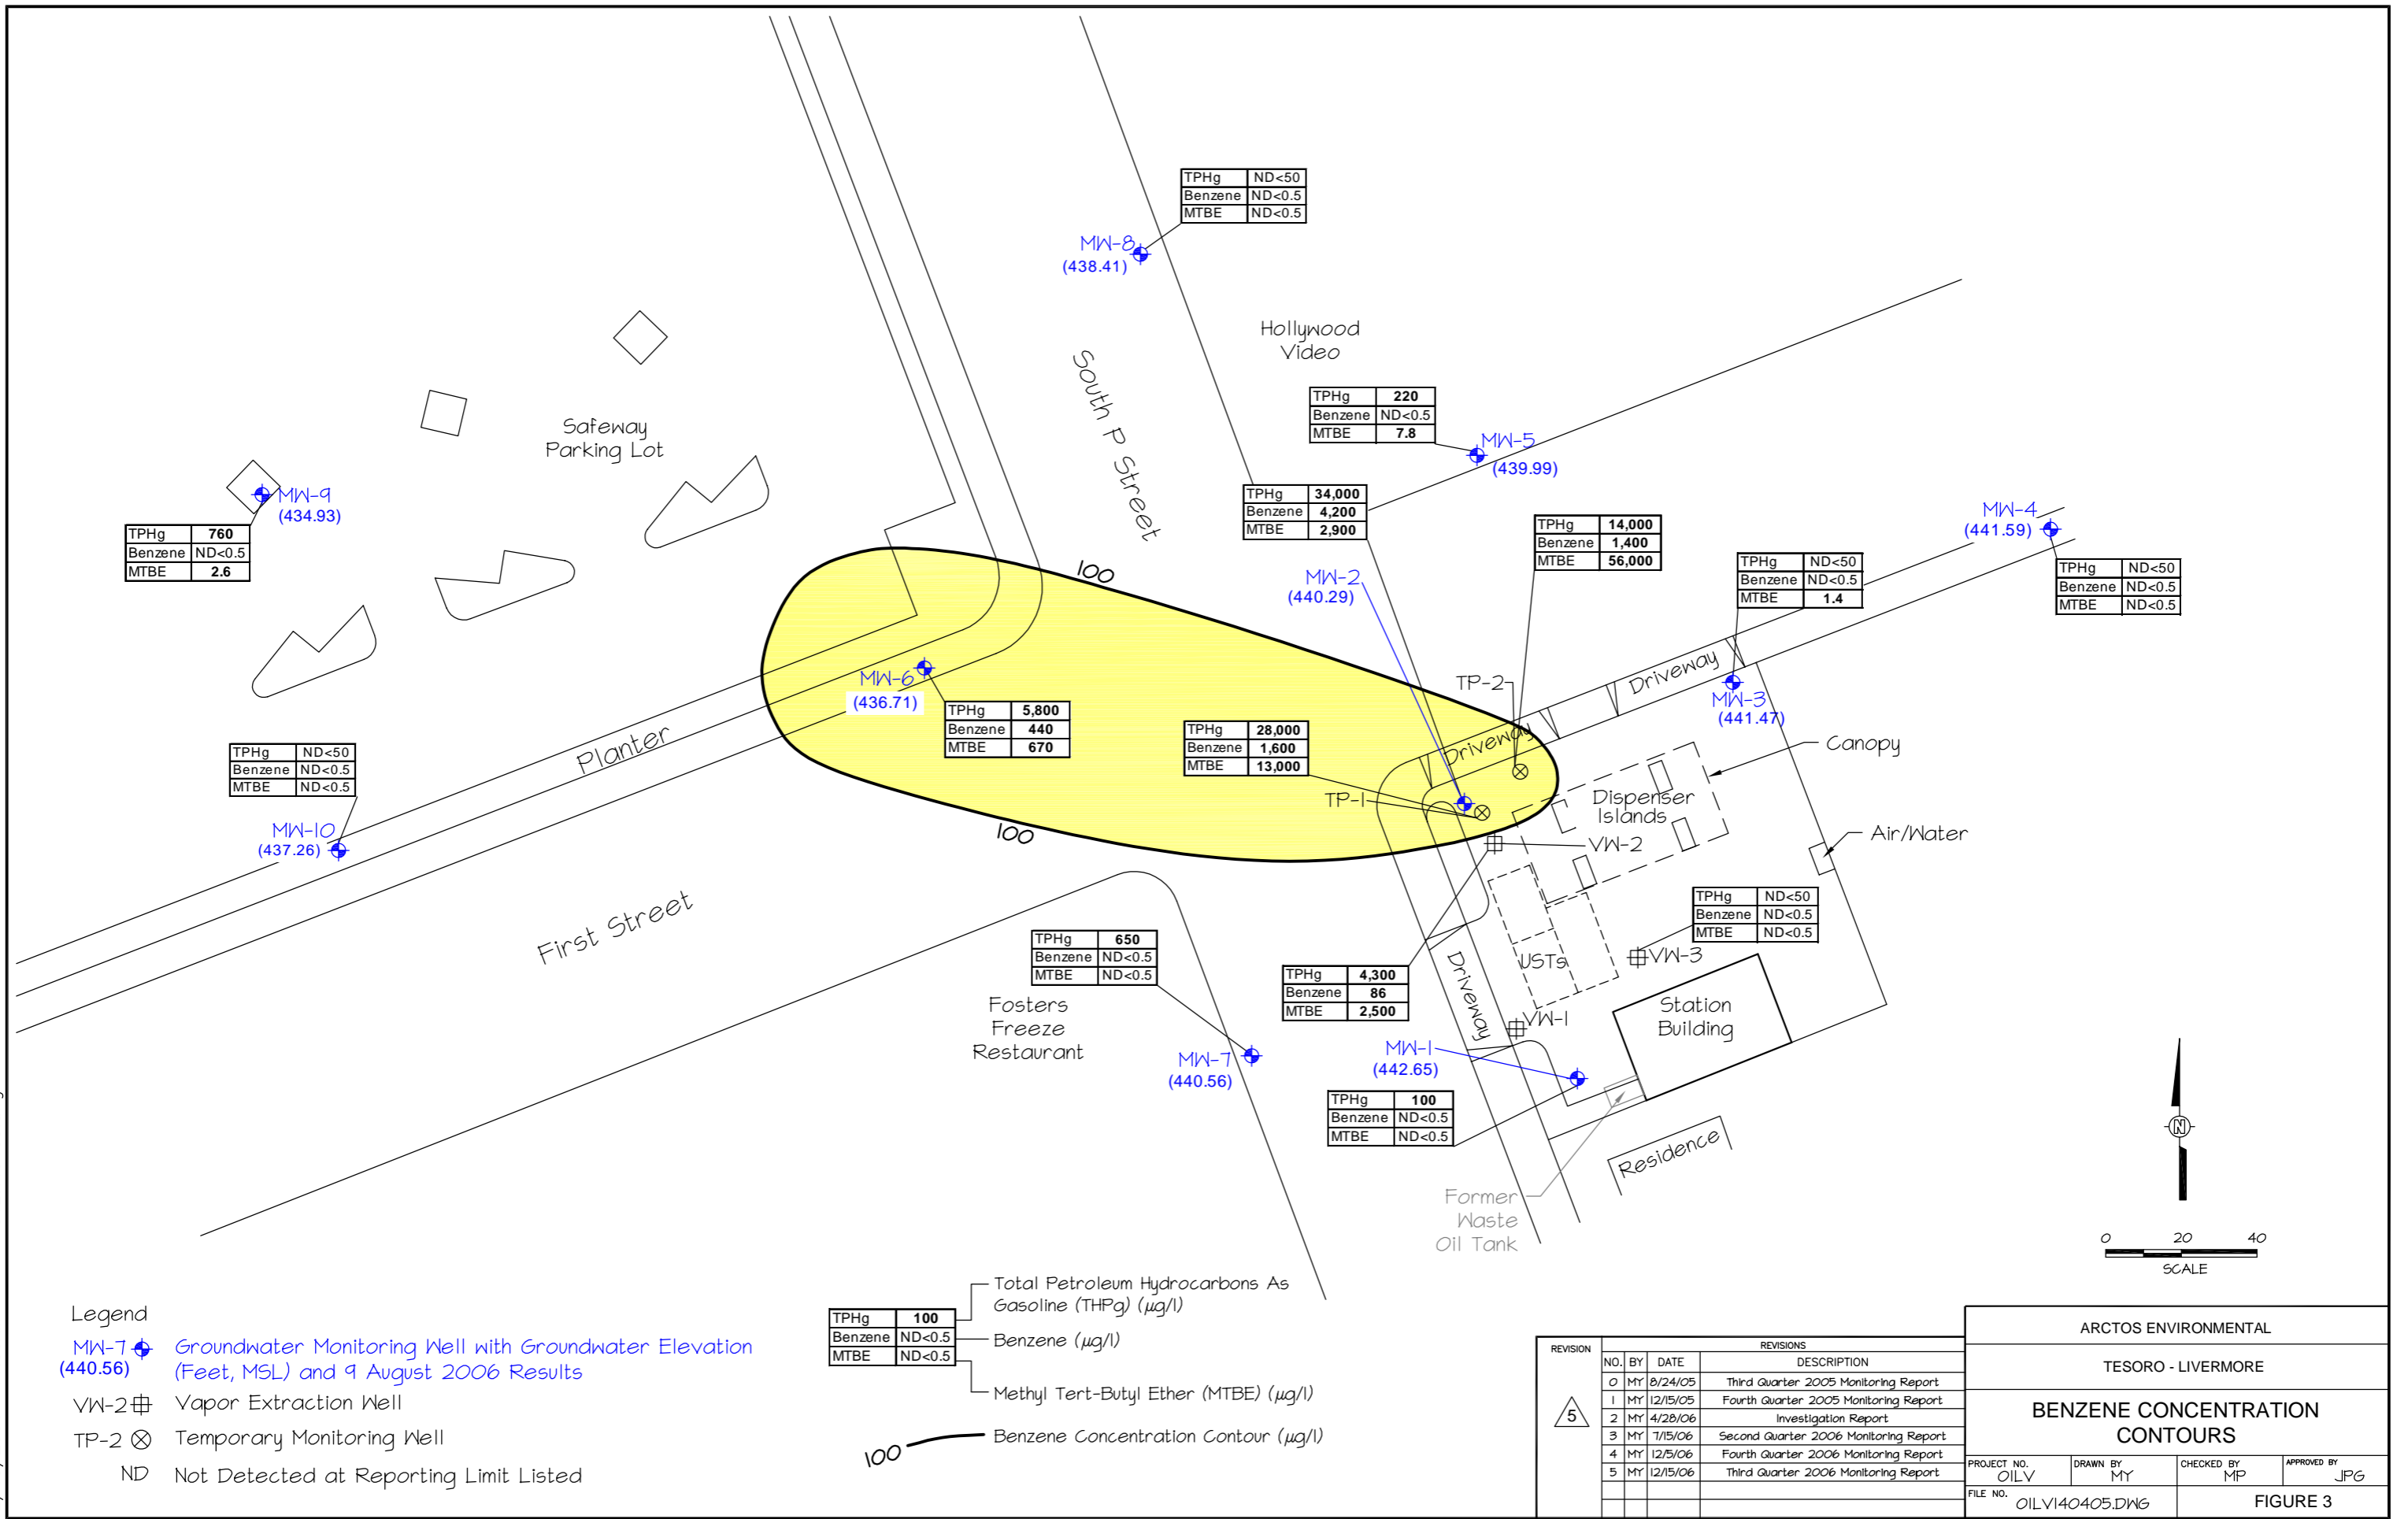 TPHg ND<50
Benzene ND<0.5
MTBE ND<0.5
MW-8
(438.41)
Hollywood
Video
South P Street
Safeway
Parking Lot
TPHg 220
Benzene ND<0.5
MTBE 7.8
MW-5
(439.99)
MW-9
(434.93)
TPHg 760
Benzene ND<0.5
MTBE 2.6
TPHg 34,000
Benzene 4,200
MTBE 2,900
TPHg 14,000
Benzene 1,400
MTBE 56,000
MW-4
(441.59)
TPHg ND<50
Benzene ND<0.5
MTBE ND<0.5
TPHg ND<50
Benzene ND<0.5
MTBE 1.4
100
MW-2
(440.29)
TP-2
Driveway
MW-3
(441.47)
MW-6
(436.71)
TPHg 5,800
Benzene 440
MTBE 670
TPHg 28,000
Benzene 1,600
MTBE 13,000
Driveway
Canopy
Planter
TPHg ND<50
Benzene ND<0.5
MTBE ND<0.5
MW-10
(437.26)
TP-1
Dispenser
Islands
100
VW-2
Air/Water
First Street
TPHg ND<50
Benzene ND<0.5
MTBE ND<0.5
TPHg 650
Benzene ND<0.5
MTBE ND<0.5
VW-3
USTs
TPHg 4,300
Benzene 86
MTBE 2,500
Driveway
Fosters
Freeze
Restaurant
Station
Building
VW-1
MW-7
(440.56)
MW-1
(442.65)
TPHg 100
Benzene ND<0.5
MTBE ND<0.5
Residence
Former
Waste
Oil Tank
N
0 20 40
SCALE
Legend
MW-7
(440.56)
Groundwater Monitoring Well with Groundwater Elevation
(Feet, MSL) and 9 August 2006 Results
VW-2 Vapor Extraction Well
TP-2 Temporary Monitoring Well
ND Not Detected at Reporting Limit Listed
TPHg 100
Benzene ND<0.5
MTBE ND<0.5
Total Petroleum Hydrocarbons As
Gasoline (THPg) (µg/l)
Benzene (µg/l)
Methyl Tert-Butyl Ether (MTBE) (µg/l)
100 Benzene Concentration Contour (µg/l)
REVISION
5
REVISIONS
NO. BY DATE DESCRIPTION
0 MY 8/24/05 Third Quarter 2005 Monitoring Report
1 MY 12/15/05 Fourth Quarter 2005 Monitoring Report
2 MY 4/28/06 Investigation Report
3 MY 7/15/06 Second Quarter 2006 Monitoring Report
4 MY 12/5/06 Fourth Quarter 2006 Monitoring Report
5 MY 12/15/06 Third Quarter 2006 Monitoring Report
ARCTOS ENVIRONMENTAL
TESORO - LIVERMORE
BENZENE CONCENTRATION
CONTOURS
PROJECT NO. 01LV
DRAWN BY MY
CHECKED BY MP
APPROVED BY JPG
FILE NO. 01LV140405.DWG
FIGURE 3